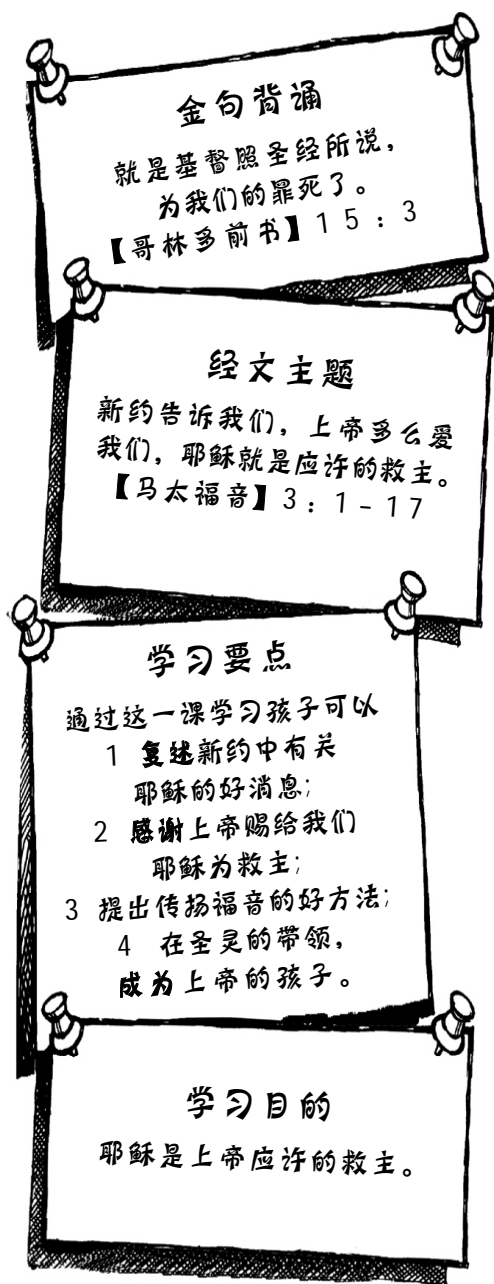 金句背诵
就是基督照圣经所说，
为我们的罪死了。
【哥林多前书】15：3
经文主题
新约告诉我们，上帝多么爱
我们，耶稣就是应许的救主。
【马太福音】3：1-17
学习要点
通过这一课学习孩子可以
1 复述新约中有关
耶稣的好消息；
2 感谢上帝赐给我们
耶稣为救主；
3 提出传扬福音的好方法；
4 在圣灵的带领，
成为上帝的孩子。
学习目的
耶稣是上帝应许的救主。